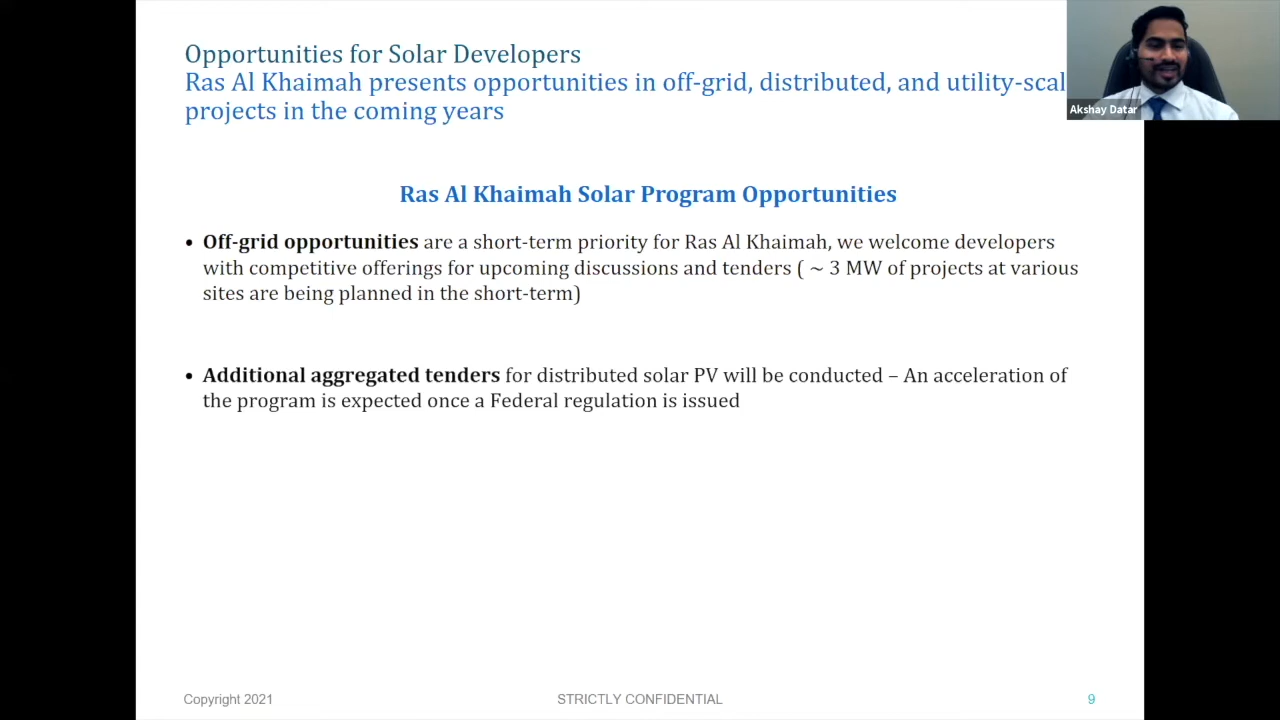 Opportunities for Solar Developers
Ras Al Khaimah presents opportunities in off-grid, distributed, and utility-scal
projects in the coming years
Akshay Datar
Ras Al Khaimah Solar Program Opportunities
• Off-grid opportunities are a short-term priority for Ras Al Khaimah, we welcome developers
with competitive offerings for upcoming discussions and tenders ( ~ 3 MW of projects at various
sites are being planned in the short-term)
• Additional aggregated tenders for distributed solar PV will be conducted – An acceleration of
the program is expected once a Federal regulation is issued
Copyright 2021 STRICTLY CONFIDENTIAL 9